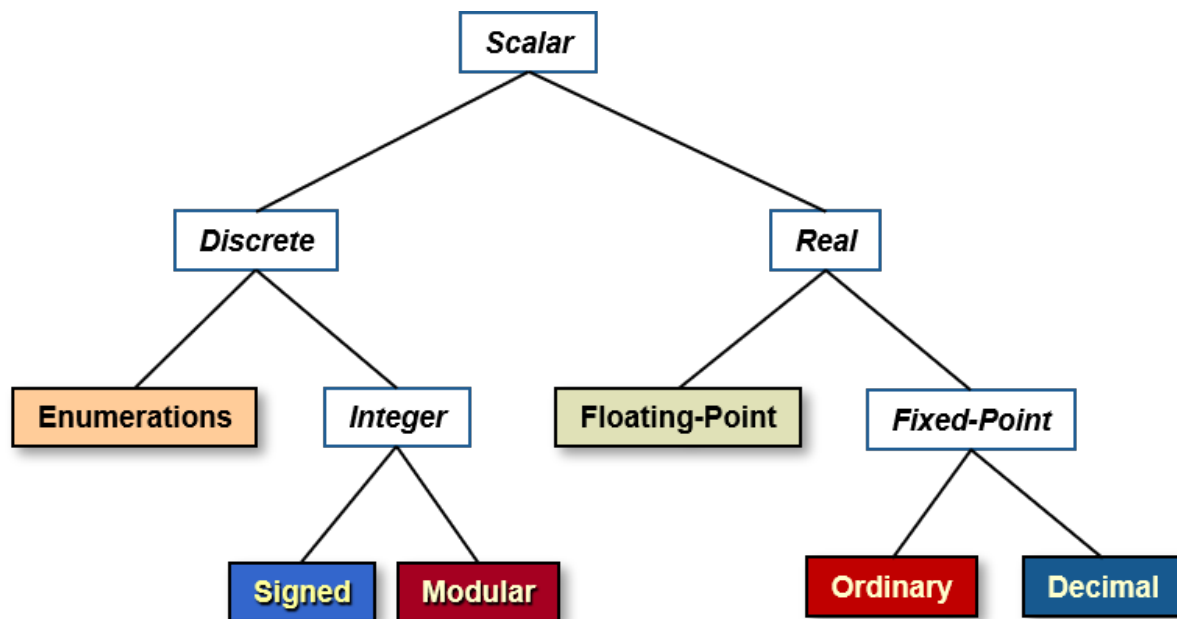 Scalar
Discrete
Real
Enumerations
Integer
Floating-Point
Fixed-Point
Signed
Modular
Ordinary
Decimal